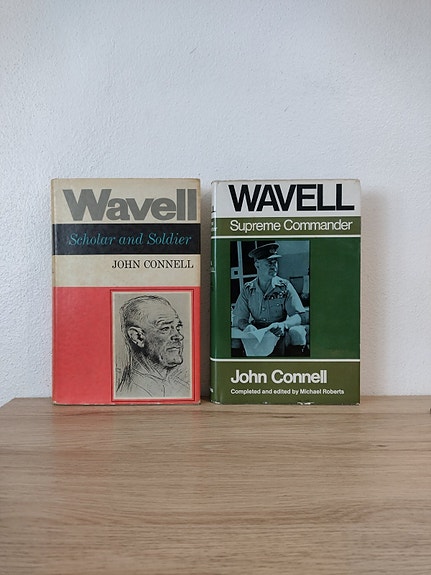 Wavell
Scholar and Soldier
JOHN CONNELL
WAVELL
Supreme Commander
John Connell
Completed and edited by Michael Roberts